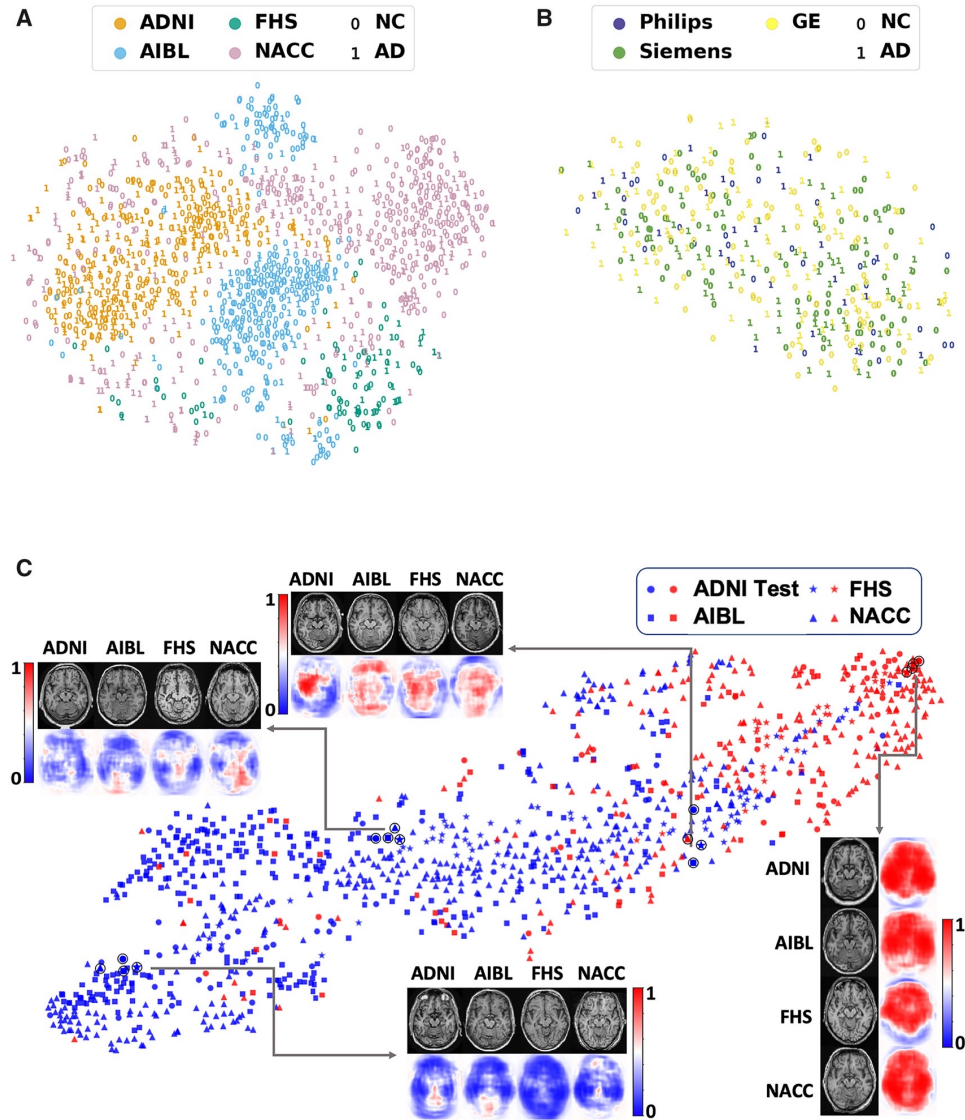 A
ADNI FHS 0 NC
AIBL NACC 1 AD
B
Philips GE 0 NC
Siemens 1 AD
C
ADNI AIBL FHS NACC
1
0
ADNI Test FHS
AIBL NACC
ADNI AIBL FHS NACC
1
0
ADNI
AIBL
FHS
NACC
1
0
ADNI AIBL FHS NACC
1
0